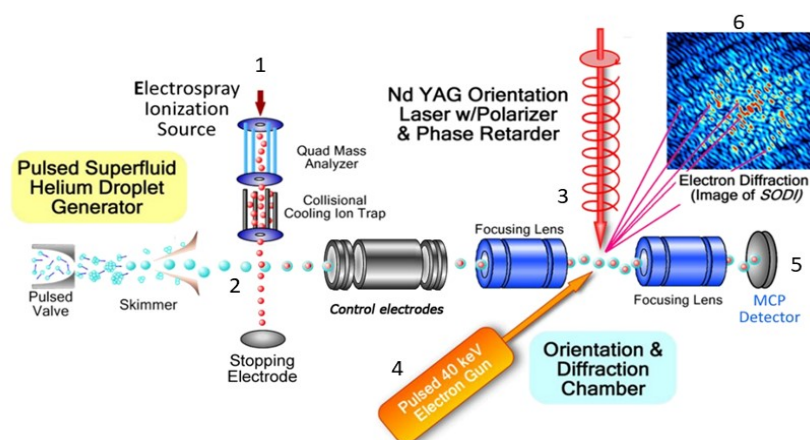 6
1
Electrospray
Ionization
Source
Nd YAG Orientation
Laser w/Polarizer
& Phase Retarder
Quad Mass
Analyzer
Pulsed Superfluid
Helium Droplet
Generator
Electron Diffraction
(Image of SODI)
Collisional
Cooling Ion Trap
3
Focusing Lens
2
5
Pulsed
Valve
Skimmer
Control electrodes
Focusing Lens
MCP
Detector
Stopping
Electrode
4
Pulsed 40 keV
Electron Gun
Orientation &
Diffraction
Chamber